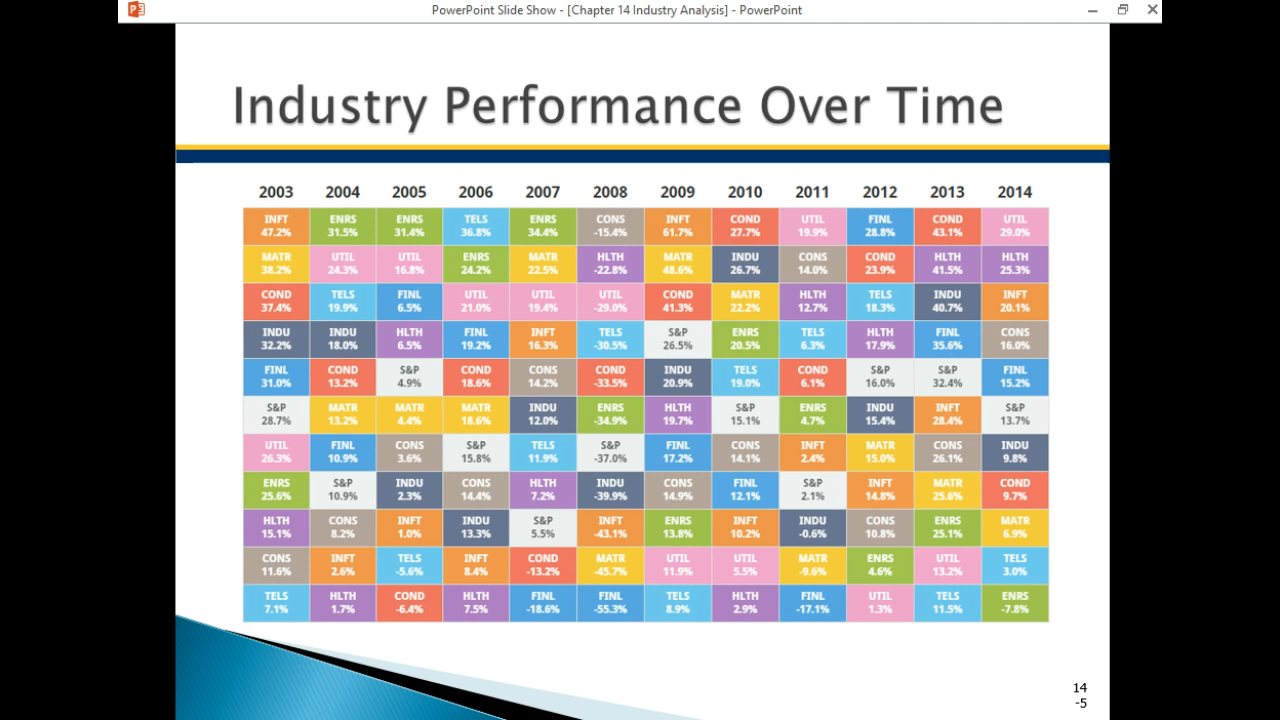 PowerPoint Slide Show - [Chapter 14 Industry Analysis] - PowerPoint
Industry Performance Over Time
2003 2004 2005 2006 2007 2008 2009 2010 2011 2012 2013 2014
INFT ENRS ENRS TELS ENRS CONS INFT COND UTIL FINL COND UTIL
47.2% 31.5% 31.4% 36.8% 34.4% -15.4% 61.7% 27.7% 19.9% 28.8% 43.1% 29.0%
MATR UTIL UTIL ENRS MATR HLTH MATR INDU CONS COND HLTH HLTH
38.2% 24.3% 16.8% 24.2% 22.5% -22.8% 48.6% 26.7% 14.0% 23.9% 41.5% 25.3%
COND TELS FINL UTIL UTIL UTIL COND MATR HLTH TELS INDU INFT
37.4% 19.9% 6.5% 21.0% 19.4% -29.0% 41.3% 22.2% 12.7% 18.3% 40.7% 20.1%
INDU INDU HLTH FINL INFT TELS S&P ENRS TELS HLTH FINL CONS
32.2% 18.0% 6.5% 19.2% 16.3% -30.5% 26.5% 20.5% 6.3% 17.9% 35.6% 16.0%
FINL COND S&P COND CONS COND INDU TELS COND S&P S&P FINL
31.0% 13.2% 4.9% 18.6% 14.2% -33.5% 20.9% 19.0% 6.1% 16.0% 32.4% 15.2%
S&P MATR MATR MATR INDU ENRS HLTH S&P ENRS INDU INFT S&P
28.7% 13.2% 4.4% 18.6% 12.0% -34.9% 19.7% 15.1% 4.7% 15.4% 28.4% 13.7%
UTIL FINL CONS S&P TELS S&P FINL CONS INFT MATR CONS INDU
26.3% 10.9% 3.6% 15.8% 11.9% -37.0% 17.2% 14.1% 2.4% 15.0% 26.1% 9.8%
ENRS S&P INDU CONS HLTH INDU CONS FINL S&P INFT MATR COND
25.6% 10.9% 2.3% 14.4% 7.2% -39.9% 14.9% 12.1% 2.1% 14.8% 25.6% 9.7%
HLTH CONS INFT INDU S&P INFT ENRS INFT INDU CONS ENRS MATR
15.1% 8.2% 1.0% 13.3% 5.5% -43.1% 13.8% 10.2% -0.6% 10.8% 25.1% 6.9%
CONS INFT TELS INFT COND MATR UTIL UTIL MATR ENRS UTIL TELS
11.6% 2.6% -5.6% 8.4% -13.2% -45.7% 11.9% 5.5% -9.6% 4.6% 13.2% 3.0%
TELS HLTH COND HLTH FINL FINL TELS HLTH FINL UTIL TELS ENRS
7.1% 1.7% -6.4% 7.5% -18.6% -55.3% 8.9% 2.9% -17.1% 1.3% 11.5% -7.8%
14
-5